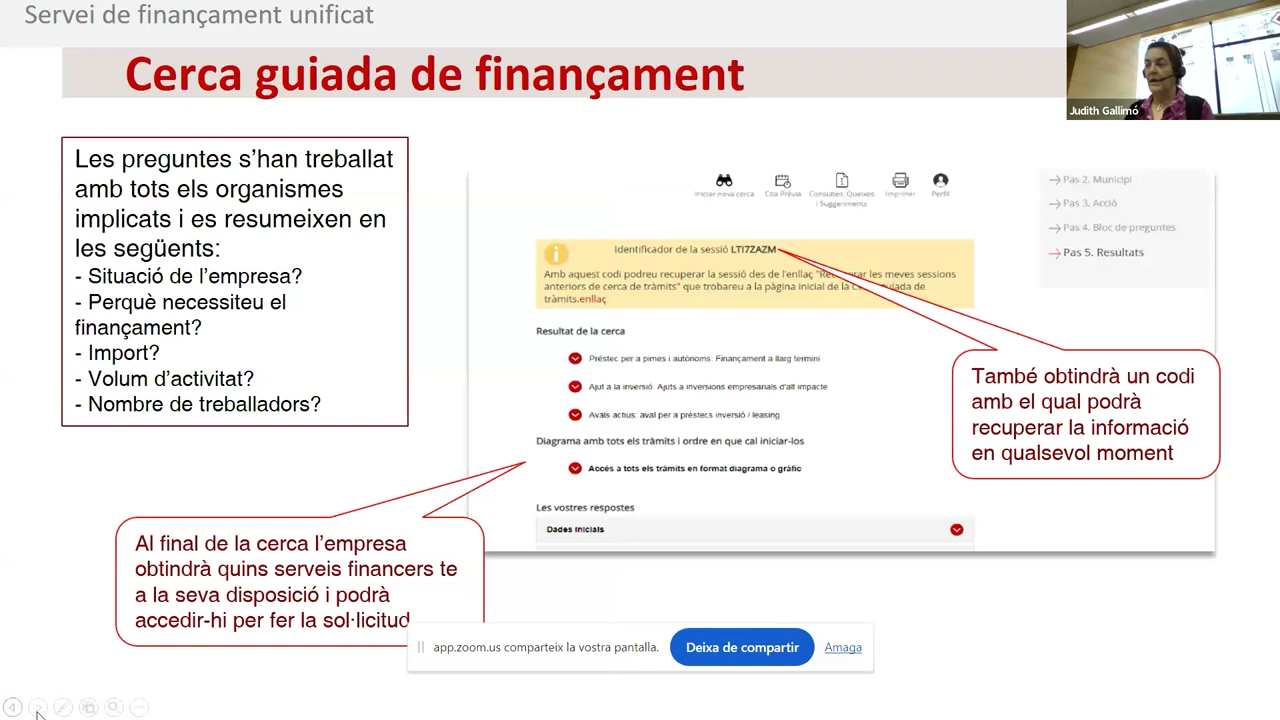 Servei de finançament unificat
Cerca guiada de finançament
Judith Gallimó
Les preguntes s’han treballat
amb tots els organismes
implicats i es resumeixen en
les següents:
- Situació de l’empresa?
- Perquè necessiteu el
finançament?
- Import?
- Volum d’activitat?
- Nombre de treballadors?
Iniciar nova cerca
Cita Prèvia
Consultes, Queixes
i Suggeriments
Imprimir
Perfil
Pas 2. Municipi
Pas 3. Acció
Pas 4. Bloc de preguntes
Pas 5. Resultats
Identificador de la sessió LTI7ZAZM
Amb aquest codi podreu recuperar la sessió des de l'enllaç "Recuperar les meves sessions
anteriors de cerca de tràmits" que trobareu a la pàgina inicial de la guiada de
tràmits.enllaç
Resultat de la cerca
Préstec per a pimes i autònoms: Finançament a llarg termini
Ajut a la inversió: Ajuts a inversions empresarials d'alt impacte
Avals actius: aval per a préstecs inversió / leasing
Diagrama amb tots els tràmits i ordre en que cal iniciar-los
Accés a tots els tràmits en format diagrama o gràfic
Les vostres respostes
Dades inicials
També obtindrà un codi
amb el qual podrà
recuperar la informació
en qualsevol moment
Al final de la cerca l’empresa
obtindrà quins serveis financers te
a la seva disposició i podrà
accedir-hi per fer la sol·licitud
app.zoom.us comparteix la vostra pantalla.
Deixa de compartir
Amaga